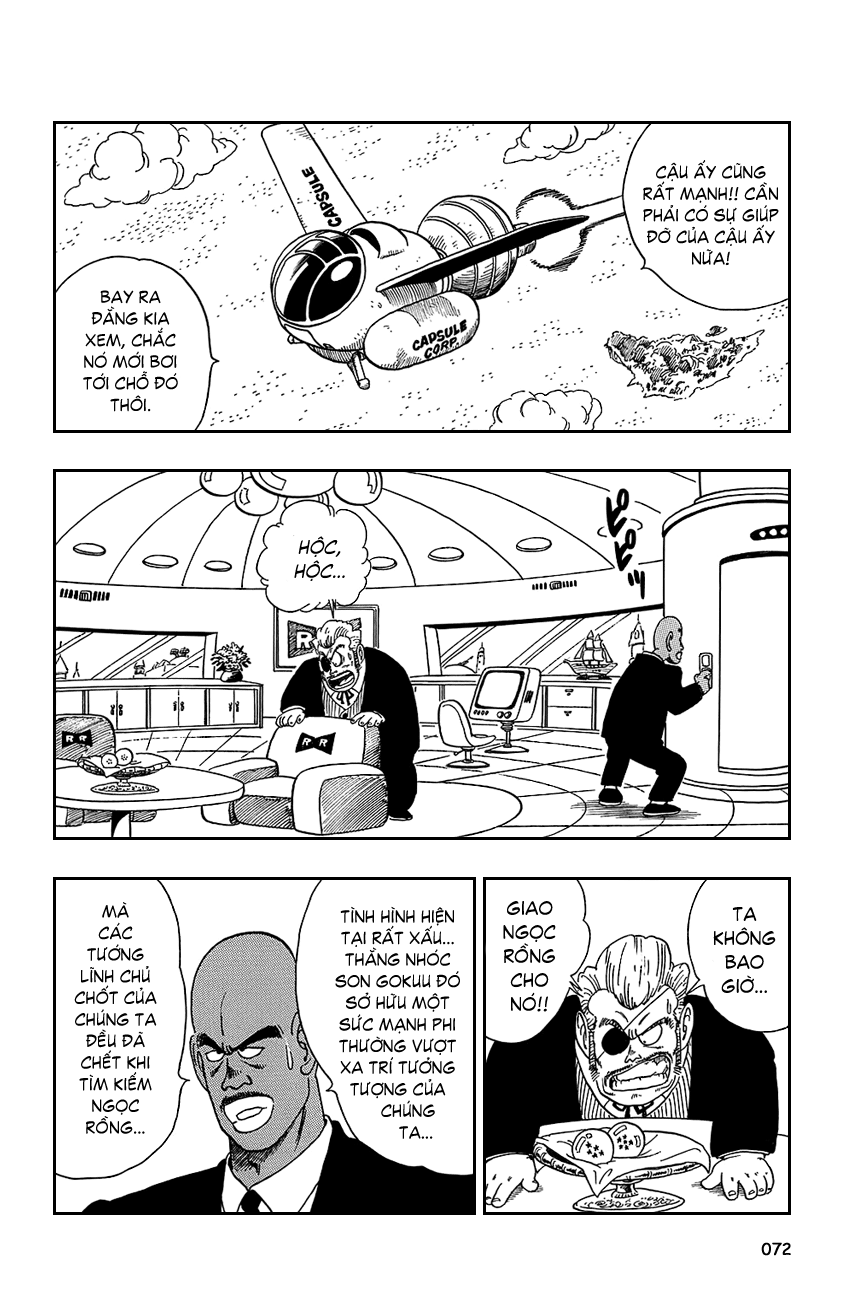 CẬU ẤY CŨNG
RẤT MẠNH!! CẦN
PHẢI CÓ SỰ GIÚP
ĐỠ CỦA CẬU ẤY
NỮA!
CAPSULE
CAPSULE
CORP.
BAY RA
ĐẰNG KIA
XEM, CHẮC
NÓ MỚI BƠI
TỚI CHỖ ĐÓ
THÔI.
ピピピッ
HỘC,
HỘC...
R R
R R
R R
TA
KHÔNG
BAO
GIỜ...
GIAO
NGỌC
RỒNG
CHO
NÓ!!
TÌNH HÌNH HIỆN
TẠI RẤT XẤU...
THẰNG NHÓC
SON GOKUU ĐÓ
SỞ HỮU MỘT
SỨC MẠNH PHI
THƯỜNG VƯỢT
XA TRÍ TƯỞNG
TƯỢNG CỦA
CHÚNG
TA...
MÀ
CÁC
TƯỚNG
LĨNH CHỦ
CHỐT CỦA
CHÚNG TA
ĐỀU ĐÃ
CHẾT KHI
TÌM KIẾM
NGỌC
RỒNG...
072